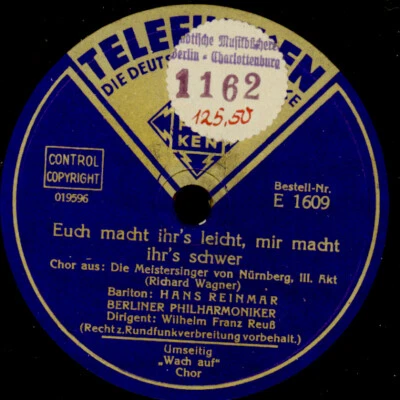 TELEFUNKEN
DIE DEUTSCHE
ädtische Musikbücherei
Berlin - Charlottenburg
1162
125,50
KEN
CONTROL
COPYRIGHT
019596
Bestell-Nr.
E 1609
Euch macht ihr's leicht, mir macht
ihr's schwer
Chor aus: Die Meistersinger von Nürnberg, III. Akt
(Richard Wagner)
Bariton: HANS REINMAR
BERLINER PHILHARMONIKER
Dirigent: Wilhelm Franz Reuß
(Recht z. Rundfunkverbreitung vorbehalt.)
Umseitig
„Wach auf"
Chor